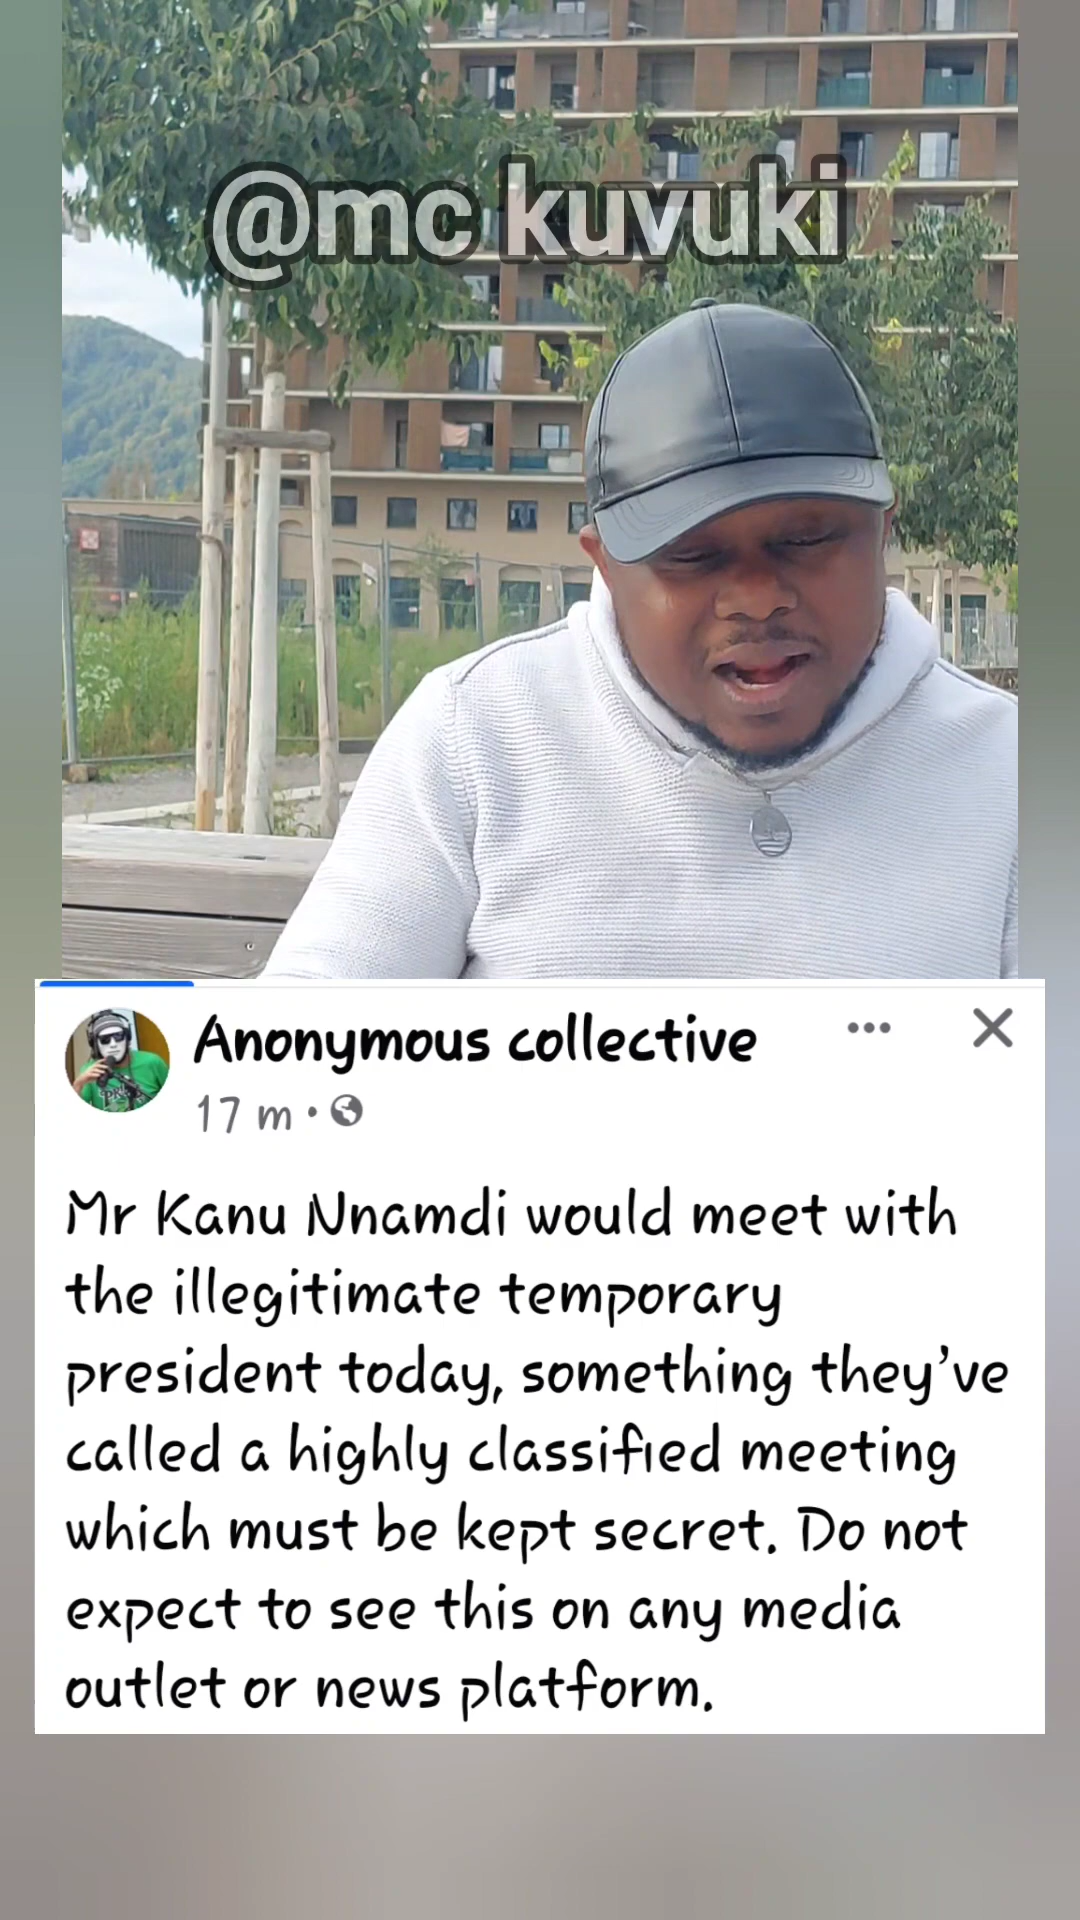 @mc kuvuki
Anonymous collective
17 m •
Mr Kanu Nnamdi would meet with
the illegitimate temporary
president today, something they've
called a highly classified meeting
which must be kept secret. Do not
expect to see this on any media
outlet or news platform.